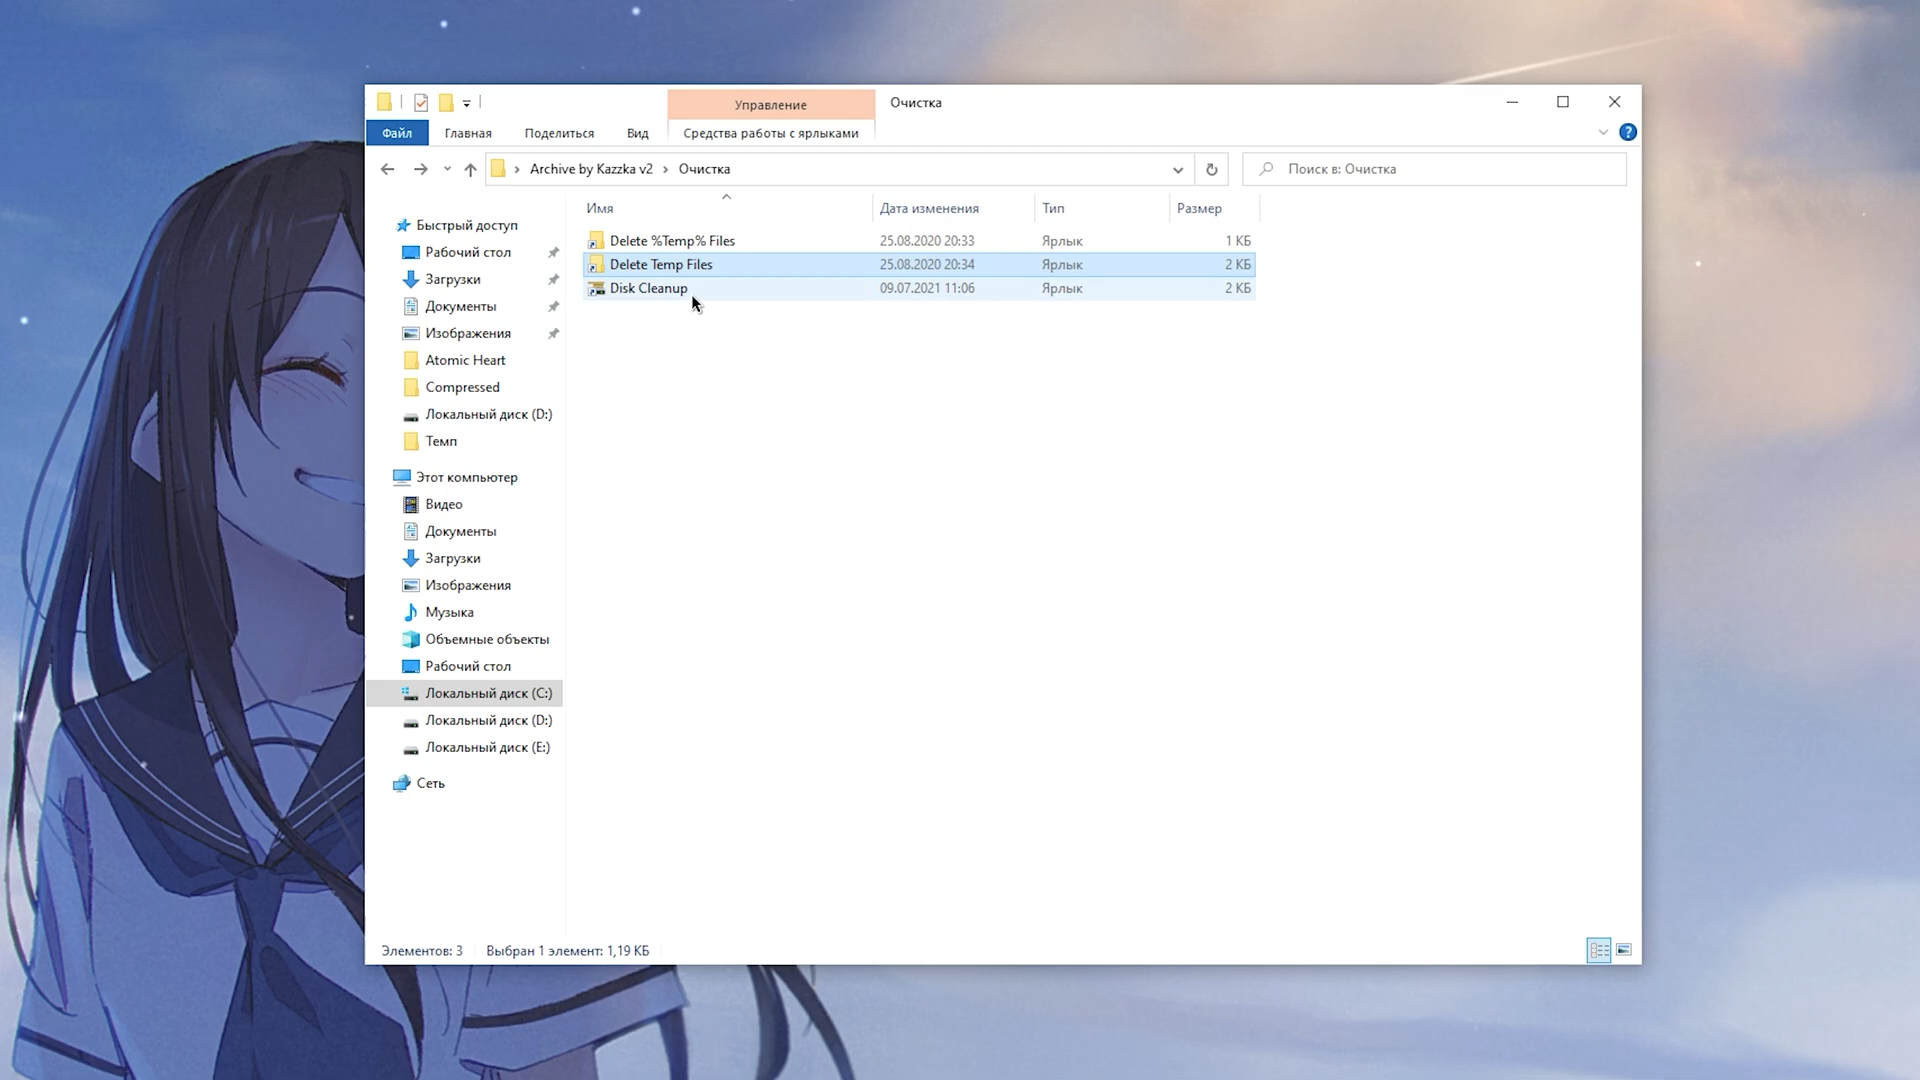 Управление
Очистка
Файл
Главная
Поделиться
Вид
Средства работы с ярлыками
?
Archive by Kazzka v2 › Очистка
Поиск в: Очистка
Имя
Дата изменения
Тип
Размер
Delete %Temp% Files 25.08.2020 20:33 Ярлык 1 КБ
Delete Temp Files 25.08.2020 20:34 Ярлык 2 КБ
Disk Cleanup 09.07.2021 11:06 Ярлык 2 КБ
Быстрый доступ
Рабочий стол
Загрузки
Документы
Изображения
Atomic Heart
Compressed
Локальный диск (D:)
Темп
Этот компьютер
Видео
Документы
Загрузки
Изображения
Музыка
Объемные объекты
Рабочий стол
Локальный диск (C:)
Локальный диск (D:)
Локальный диск (E:)
Сеть
Элементов: 3
Выбран 1 элемент: 1,19 КБ